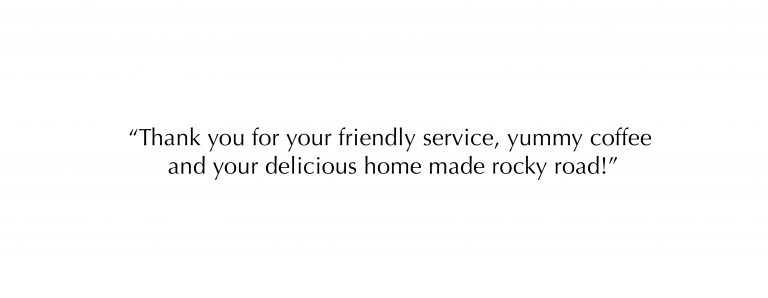 “Thank you for your friendly service, yummy coffee
and your delicious home made rocky road!”